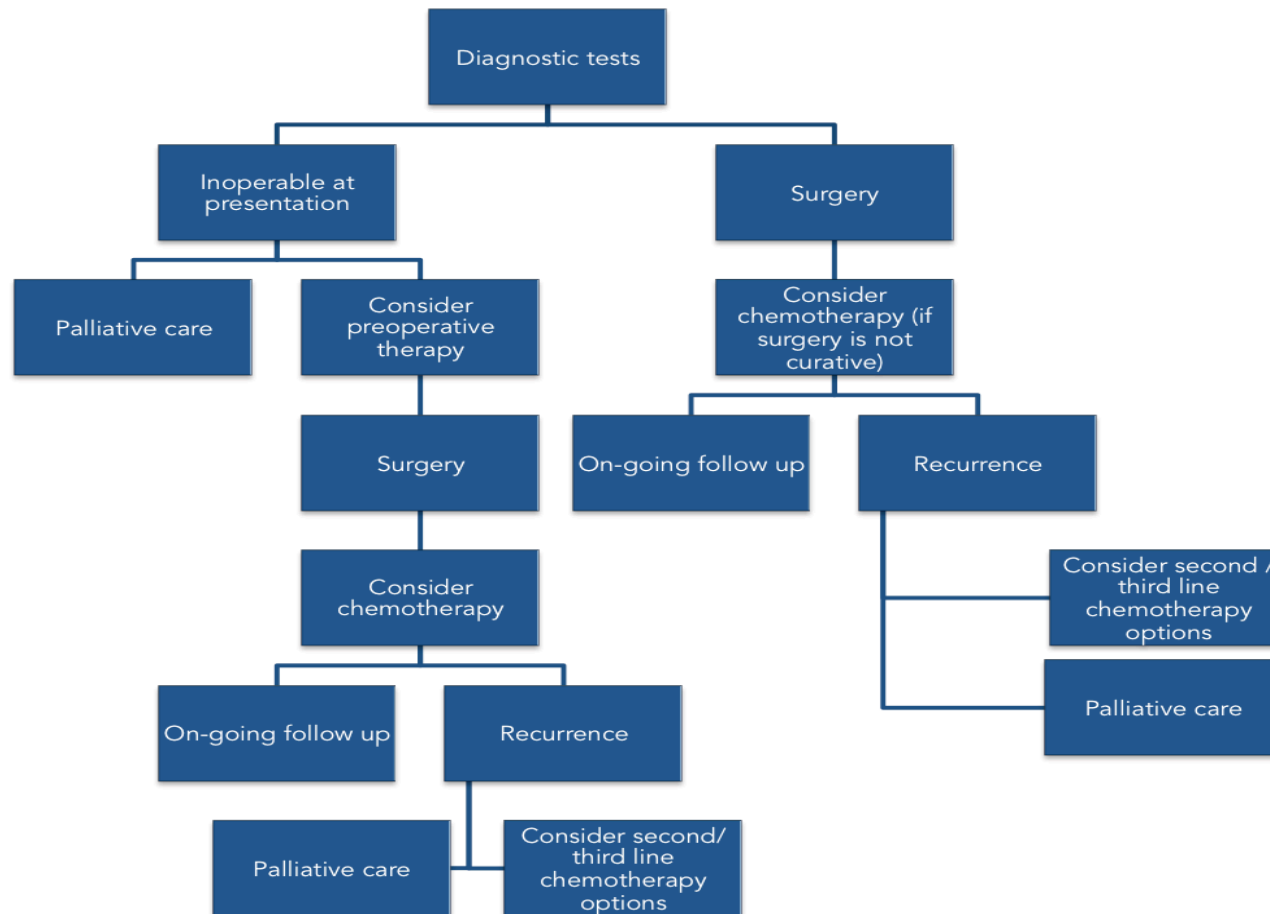 Diagnostic tests
Inoperable at
presentation
Surgery
Palliative care
Consider
preoperative
therapy
Consider
chemotherapy (if
surgery is not
curative)
Surgery
On-going follow up
Recurrence
Consider
chemotherapy
Consider second /
third line
chemotherapy
options
Palliative care
On-going follow up
Recurrence
Palliative care
Consider second/
third line
chemotherapy
options